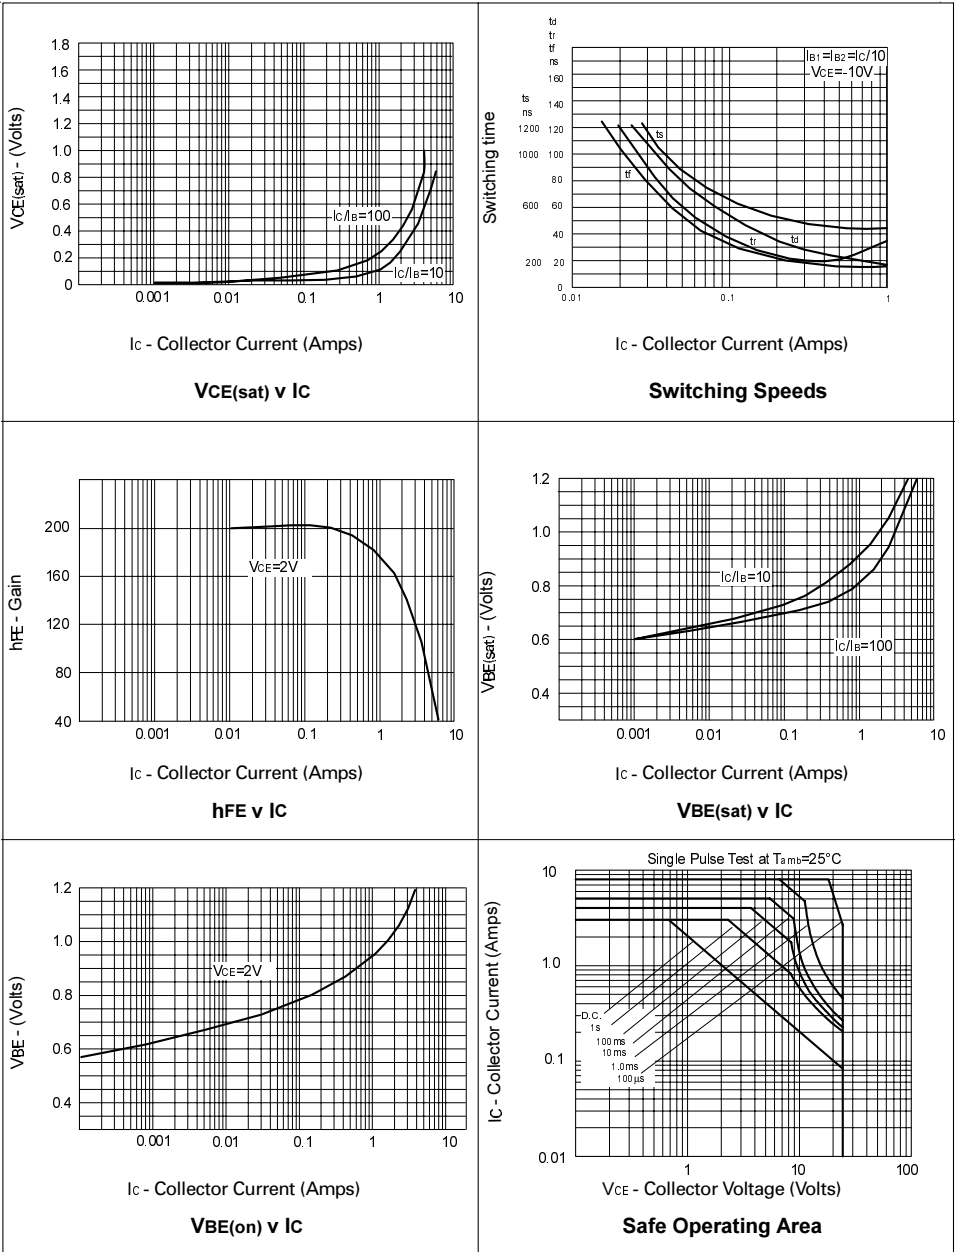 1.8
1.6
1.4
1.2
1.0
0.8
0.6
0.4
0.2
0
VCE(sat) - (Volts)
IC/IB=100
IC/IB=10
0.001
0.01
0.1
1
10
IC - Collector Current (Amps)
VCE(sat) v IC
td
tr
tf
ns
160
140
120
100
80
60
40
20
0
ts
ns
1200
1000
600
200
Switching time
IB1=IB2=IC/10
VCE=-10V
ts
tf
tr
td
0.01
0.1
1
IC - Collector Current (Amps)
Switching Speeds
200
160
120
80
40
hFE - Gain
VCE=2V
0.001
0.01
0.1
1
10
IC - Collector Current (Amps)
hFE v IC
1.2
1.0
0.8
0.6
0.4
VBE(sat) - (Volts)
IC/IB=10
IC/IB=100
0.001
0.01
0.1
1
10
IC - Collector Current (Amps)
VBE(sat) v IC
1.2
1.0
0.8
0.6
0.4
VBE - (Volts)
VCE=2V
0.001
0.01
0.1
1
10
IC - Collector Current (Amps)
VBE(on) v IC
Single Pulse Test at Tamb=25°C
10
1.0
0.1
0.01
IC - Collector Current (Amps)
D.C.
1s
100ms
10ms
1.0ms
100µs
1
10
100
VCE - Collector Voltage (Volts)
Safe Operating Area